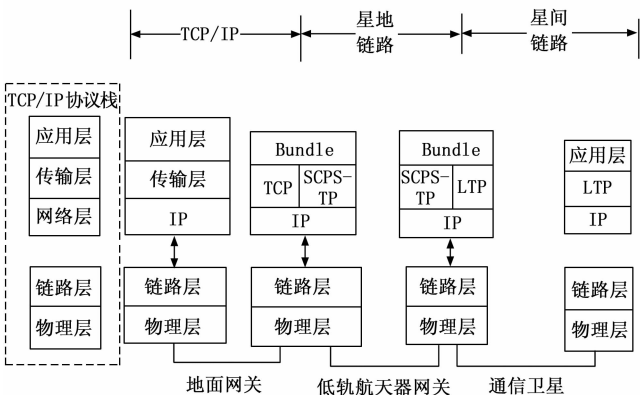 TCP/IP
星地
链路
星间
链路
TCP/IP协议栈
应用层
传输层
网络层
链路层
物理层
应用层
传输层
IP
链路层
物理层
Bundle
TCP
SCPS-
TP
IP
链路层
物理层
Bundle
SCPS-
TP
LTP
IP
链路层
物理层
应用层
LTP
IP
链路层
物理层
地面网关
低轨航天器网关
通信卫星